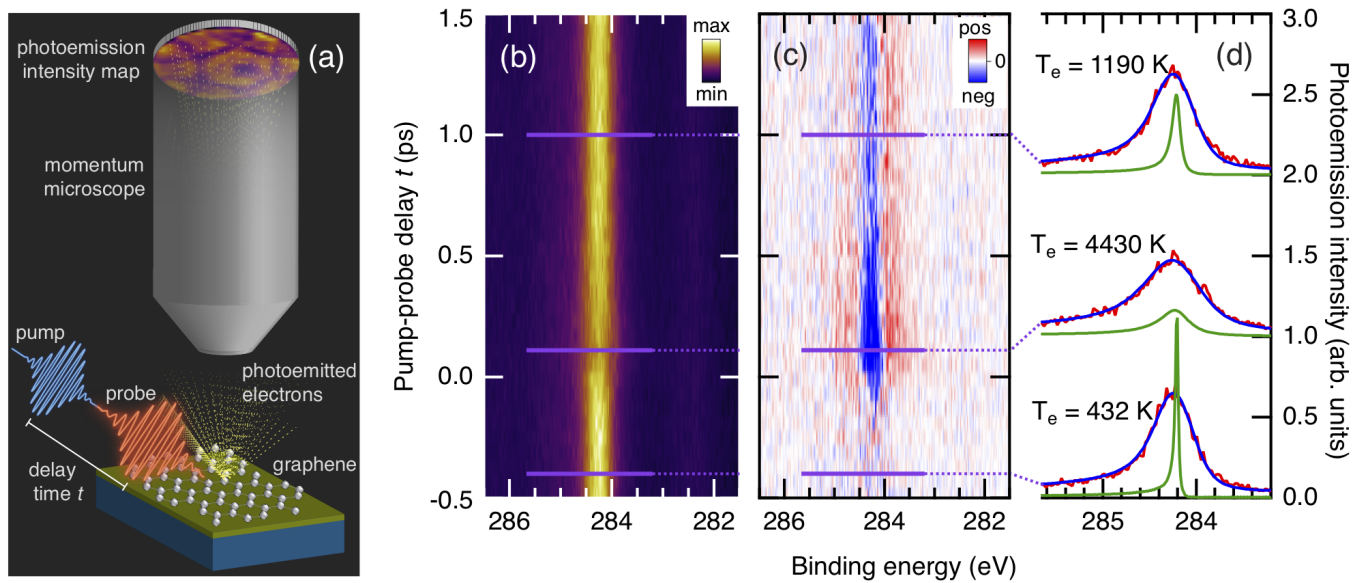 photoemission
intensity map
(a)
momentum
microscope
pump
probe
photoemitted
electrons
graphene
delay
time t
Pump-probe delay t (ps)
1.5
1.0
0.5
0.0
-0.5
(b)
max
min
286
284
282
(c)
pos
0
neg
286
284
282
Binding energy (eV)
(d)
Te = 1190 K
Te = 4430 K
Te = 432 K
285
284
3.0
2.5
2.0
1.5
1.0
0.5
0.0
Photoemission intensity (arb. units)